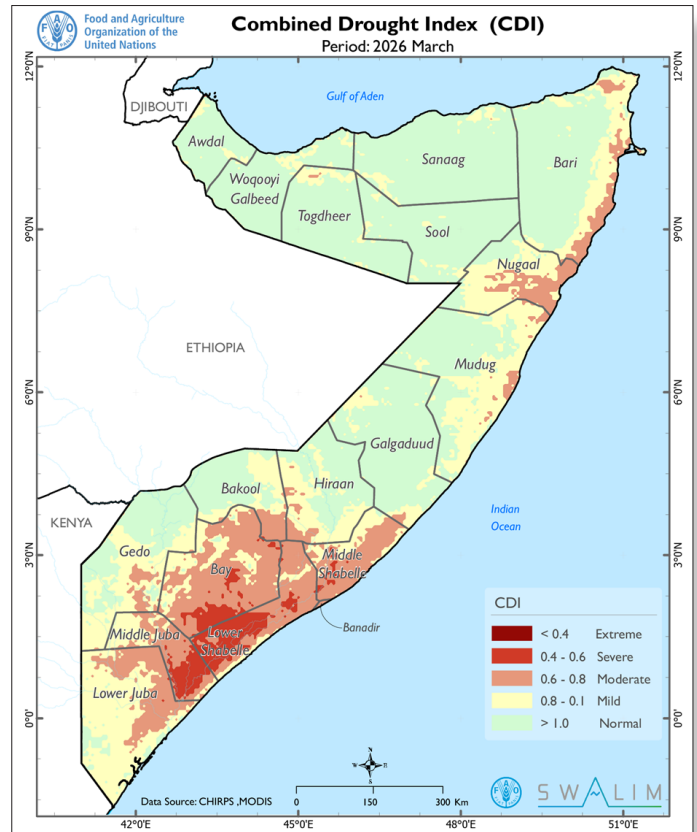 FAO
FIAT PANIS
Food and Agriculture
Organization of the
United Nations
Combined Drought Index (CDI)
Period: 2026 March
12°0'N
12°0'N
Gulf of Aden
DJIBOUTI
Awdal
Sanaag
Bari
Woqooyi
Galbeed
Togdheer
9°0'N
Sool
9°0'N
Nugaal
ETHIOPIA
Mudug
6°0'N
6°0'N
Galgaduud
Hiraan
Bakool
KENYA
Indian
Ocean
Gedo
3°0'N
3°0'N
Middle
Shabelle
Bay
CDI
Banadir
Middle Juba
Lower
Shabelle
< 0.4 Extreme
0.4 - 0.6 Severe
0.6 - 0.8 Moderate
0.8 - 0.1 Mild
> 1.0 Normal
Lower Juba
0°0'
0°0'
N
W E
S
Data Source: CHIRPS ,MODIS
0 150 300 Km
SWALIM
42°0'E
45°0'E
48°0'E
51°0'E